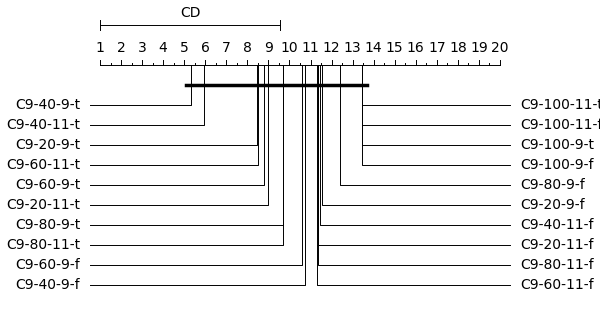 CD
1 2 3 4 5 6 7 8 9 10 11 12 13 14 15 16 17 18 19 20
C9-40-9-t C9-100-11-t
C9-40-11-t C9-100-11-f
C9-20-9-t C9-100-9-t
C9-60-11-t C9-100-9-f
C9-60-9-t C9-80-9-f
C9-20-11-t C9-20-9-f
C9-80-9-t C9-40-11-f
C9-80-11-t C9-20-11-f
C9-60-9-f C9-80-11-f
C9-40-9-f C9-60-11-f